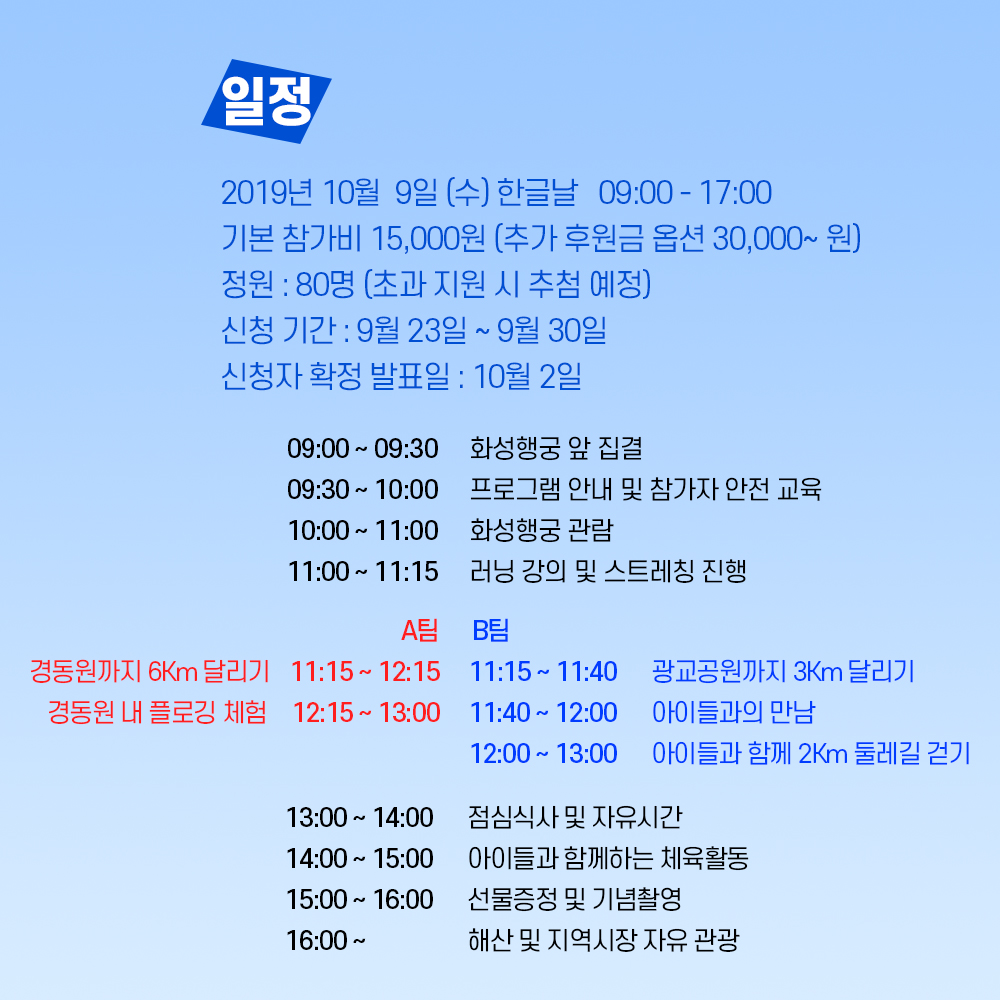 일정
2019년 10월 9일 (수) 한글날 09:00 - 17:00
기본 참가비 15,000원 (추가 후원금 옵션 30,000~ 원)
정원 : 80명 (초과 지원 시 추첨 예정)
신청 기간 : 9월 23일 ~ 9월 30일
신청자 확정 발표일 : 10월 2일
09:00 ~ 09:30 화성행궁 앞 집결
09:30 ~ 10:00 프로그램 안내 및 참가자 안전 교육
10:00 ~ 11:00 화성행궁 관람
11:00 ~ 11:15 러닝 강의 및 스트레칭 진행
A팀 B팀
경동원까지 6Km 달리기 11:15 ~ 12:15 11:15 ~ 11:40 광교공원까지 3Km 달리기
경동원 내 플로깅 체험 12:15 ~ 13:00 11:40 ~ 12:00 아이들과의 만남
12:00 ~ 13:00 아이들과 함께 2Km 둘레길 걷기
13:00 ~ 14:00 점심식사 및 자유시간
14:00 ~ 15:00 아이들과 함께하는 체육활동
15:00 ~ 16:00 선물증정 및 기념촬영
16:00 ~ 해산 및 지역시장 자유 관광